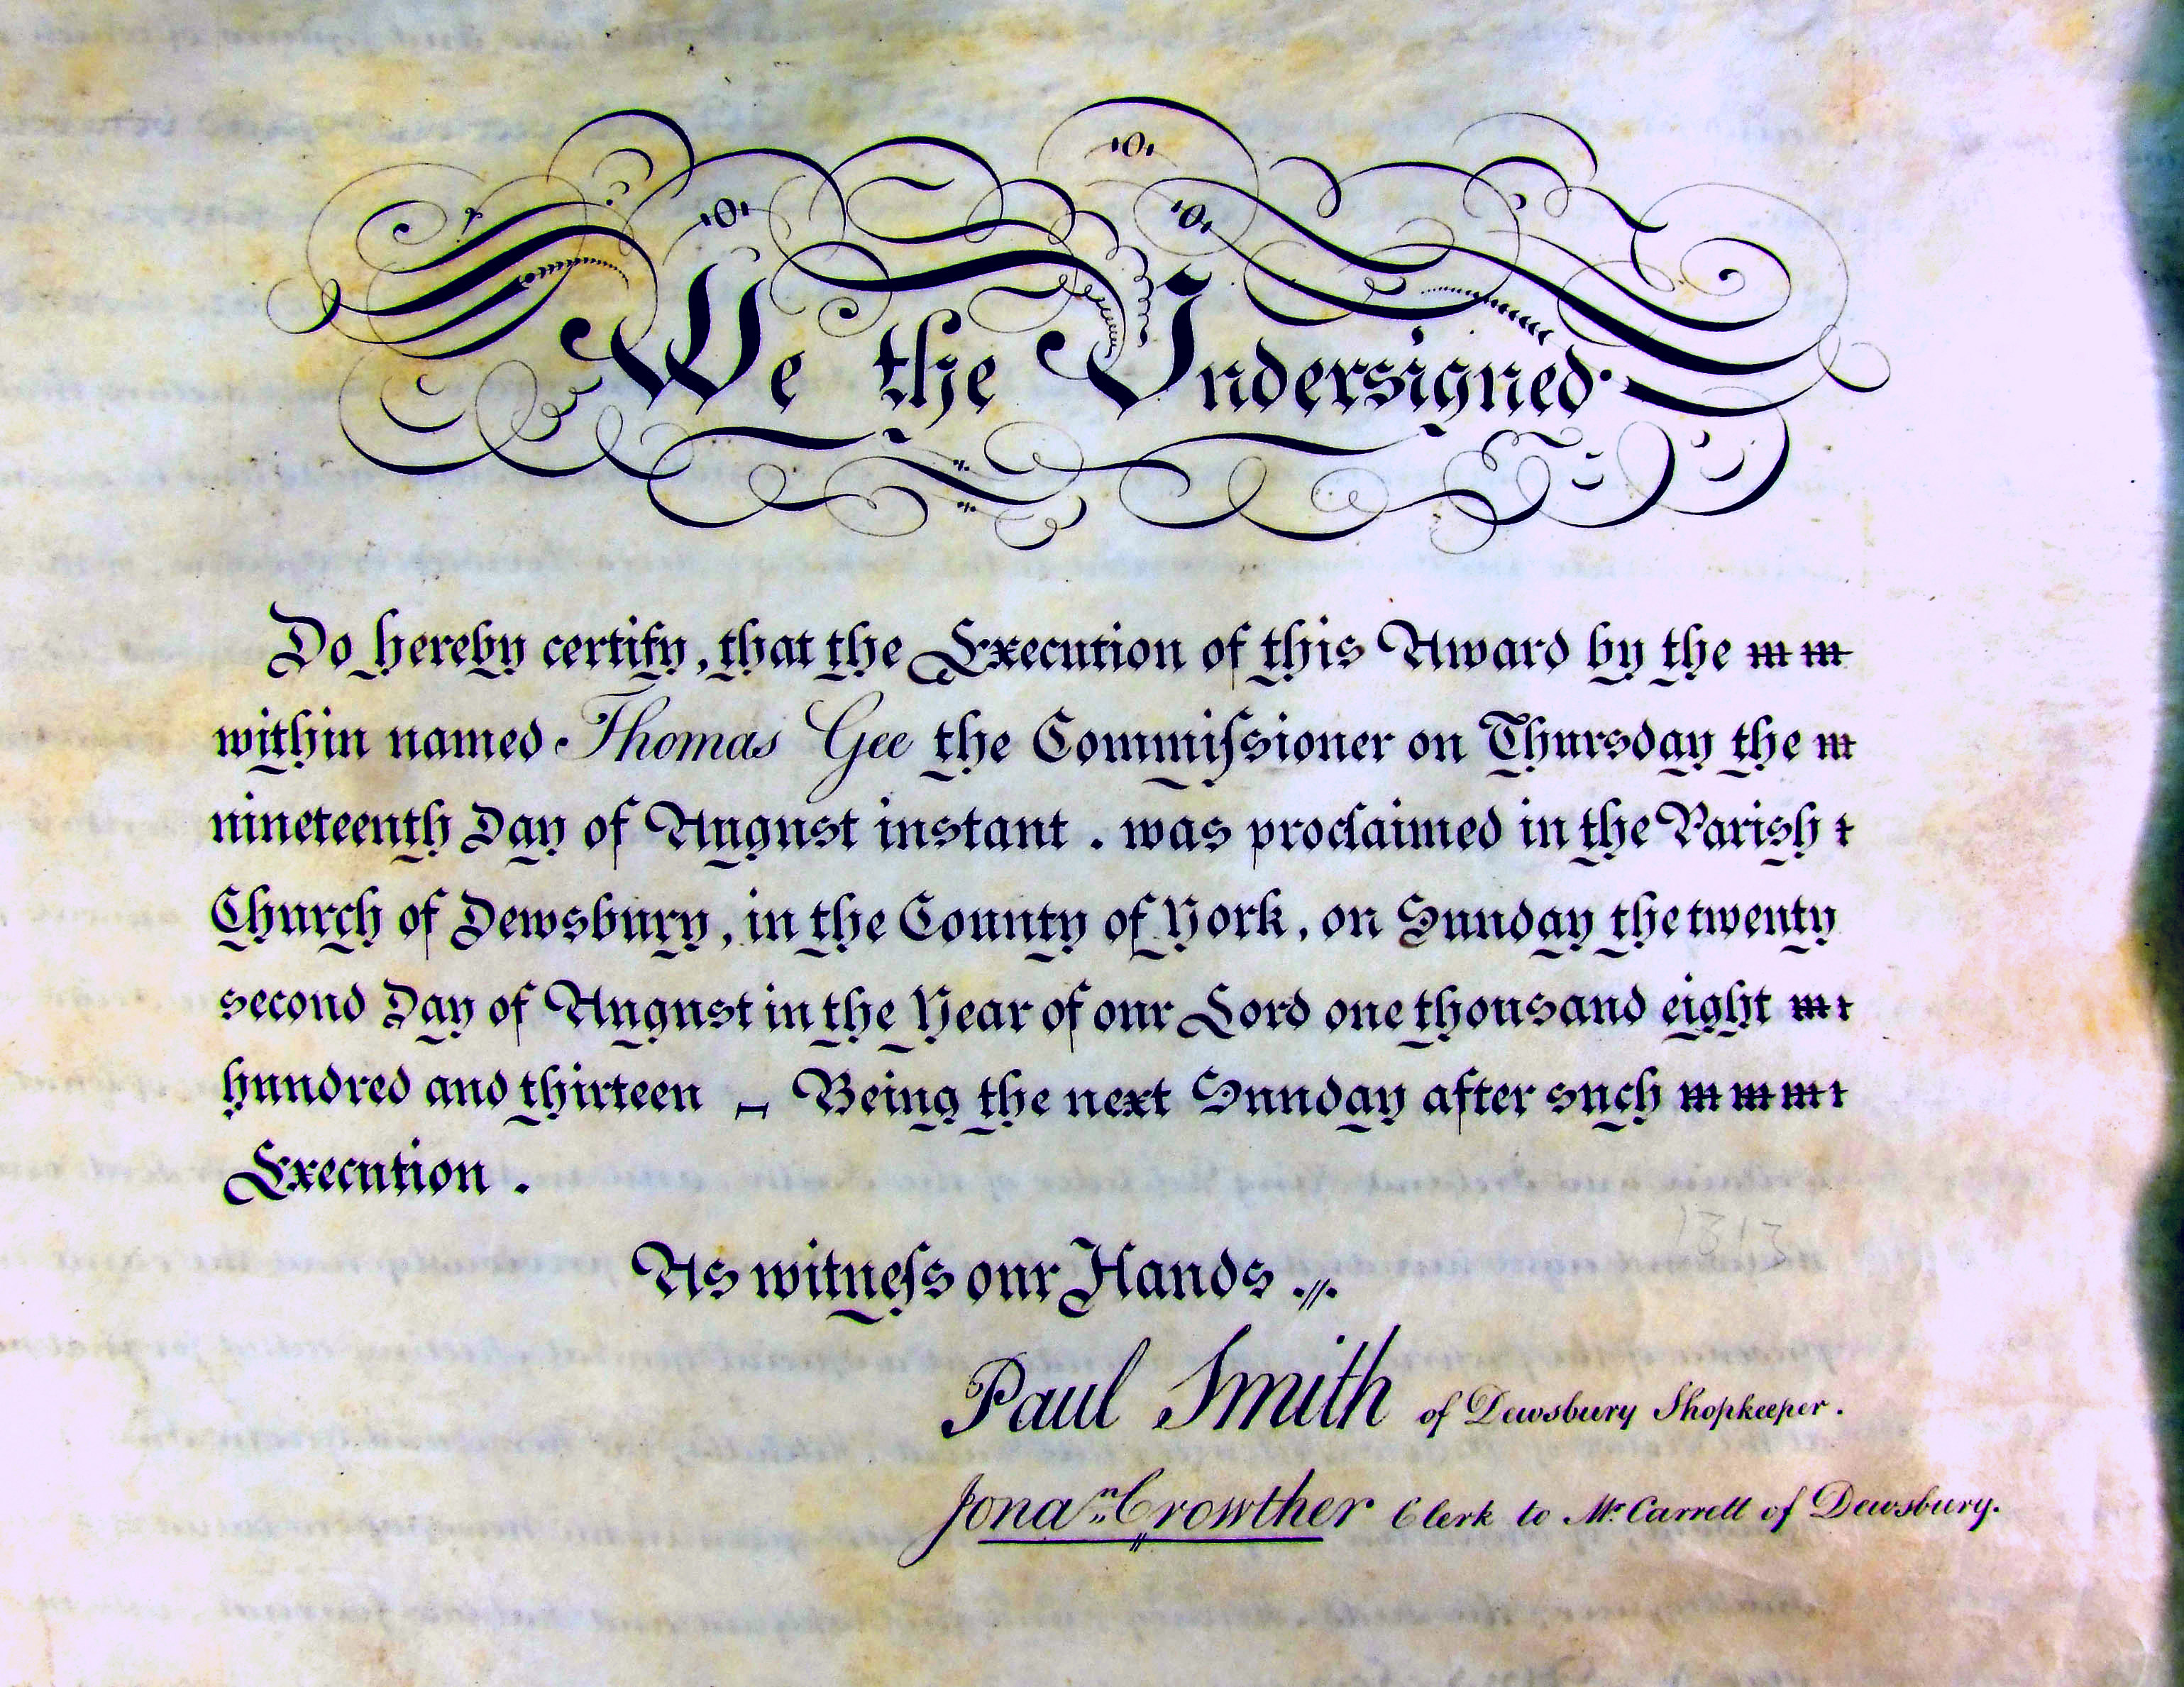 We the Undersigned
Do hereby certify, that the Execution of this Award by the
within named Thomas Gee the Commiſsioner on Thursday the
nineteenth Day of August instant. was proclaimed in the Parish
Church of Dewsbury, in the County of York, on Sunday the twenty
second Day of August in the Year of our Lord one thousand eight
hundred and thirteen Being the next Sunday after such
Execution.
1813
As witneſs our Hands
Paul Smith of Dewsbury Shopkeeper.
Jonan Crowther Clerk to Mr. Carrett of Dewsbury.